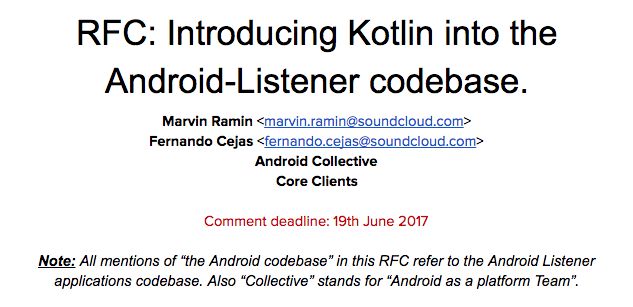 RFC: Introducing Kotlin into the
Android-Listener codebase.
Marvin Ramin <marvin.ramin@soundcloud.com>
Fernando Cejas <fernando.cejas@soundcloud.com>
Android Collective
Core Clients
Comment deadline: 19th June 2017
Note: All mentions of “the Android codebase” in this RFC refer to the Android Listener
applications codebase. Also “Collective” stands for “Android as a platform Team”.